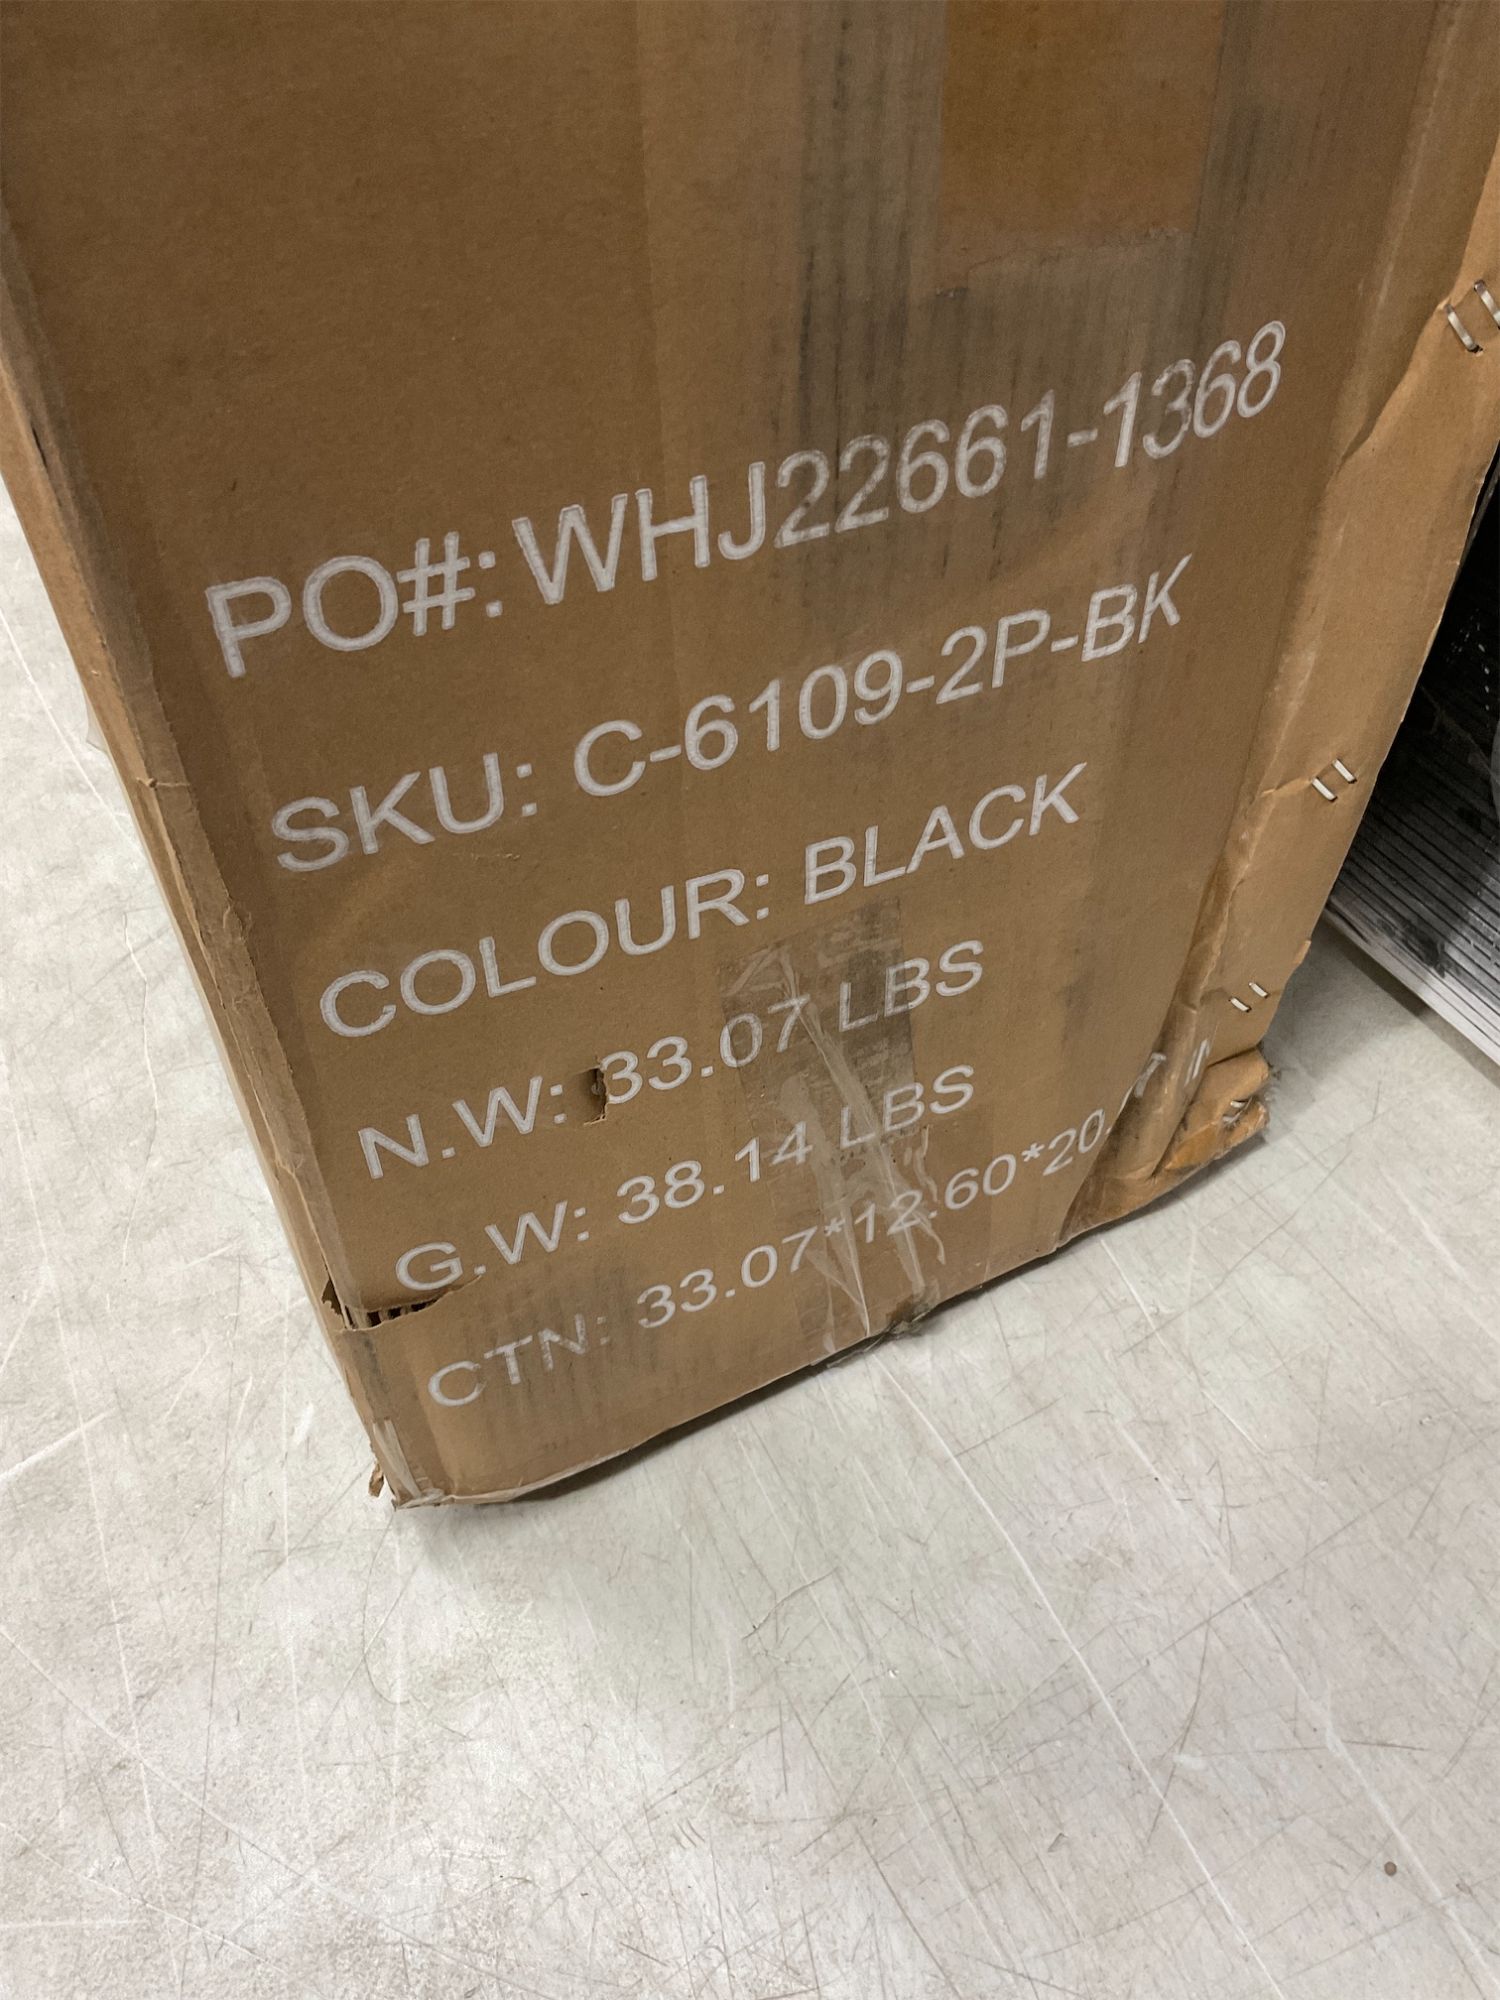 PO#: WHJ22661-1368
SKU: C-6109-2P-BK
COLOUR: BLACK
N.W: 33.07 LBS
G.W: 38.14 LBS
CTN: 33.07*12.60*20.